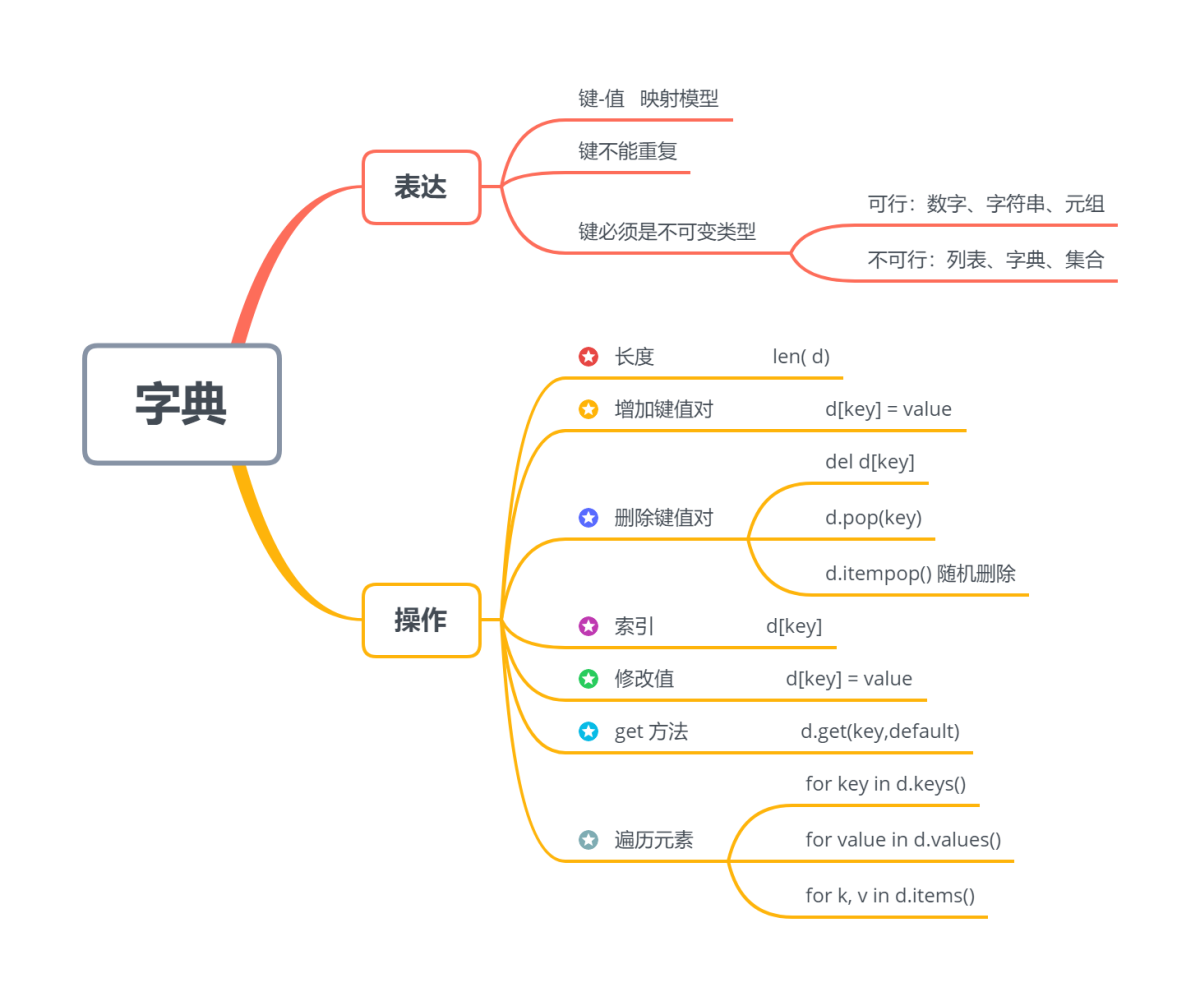 字典
表达
键-值 映射模型
键不能重复
键必须是不可变类型
可行：数字、字符串、元组
不可行：列表、字典、集合
操作
长度 len( d)
增加键值对 d[key] = value
删除键值对
del d[key]
d.pop(key)
d.itempop() 随机删除
索引 d[key]
修改值 d[key] = value
get 方法 d.get(key,default)
遍历元素
for key in d.keys()
for value in d.values()
for k, v in d.items()